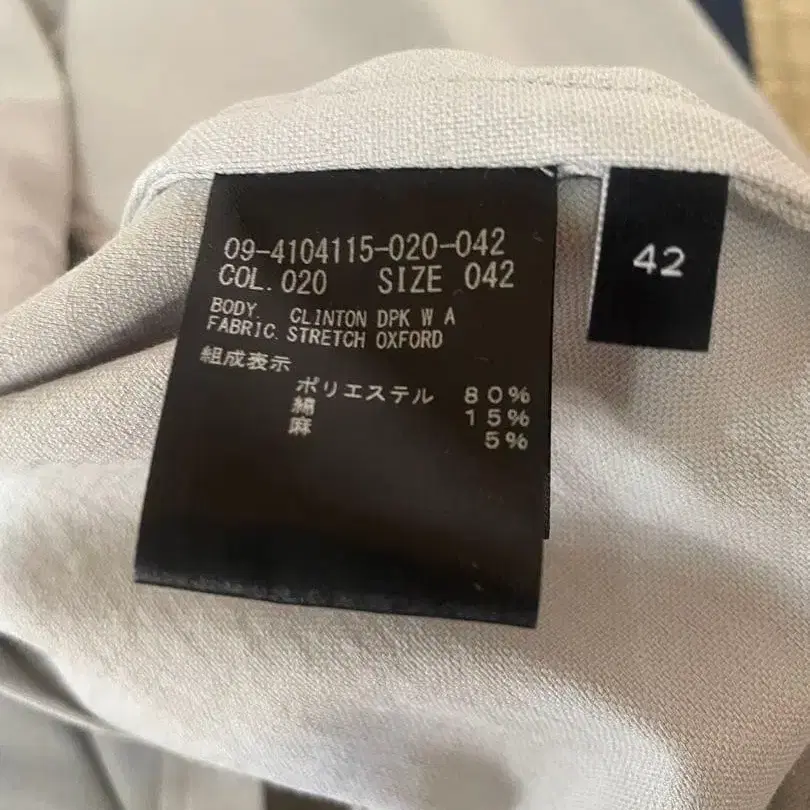 09-4104115-020-042
COL. 020 SIZE 042
BODY. CLINTON DPK W A
FABRIC. STRETCH OXFORD
組成表示
ポリエステル 80%
綿 15%
麻 5%
42